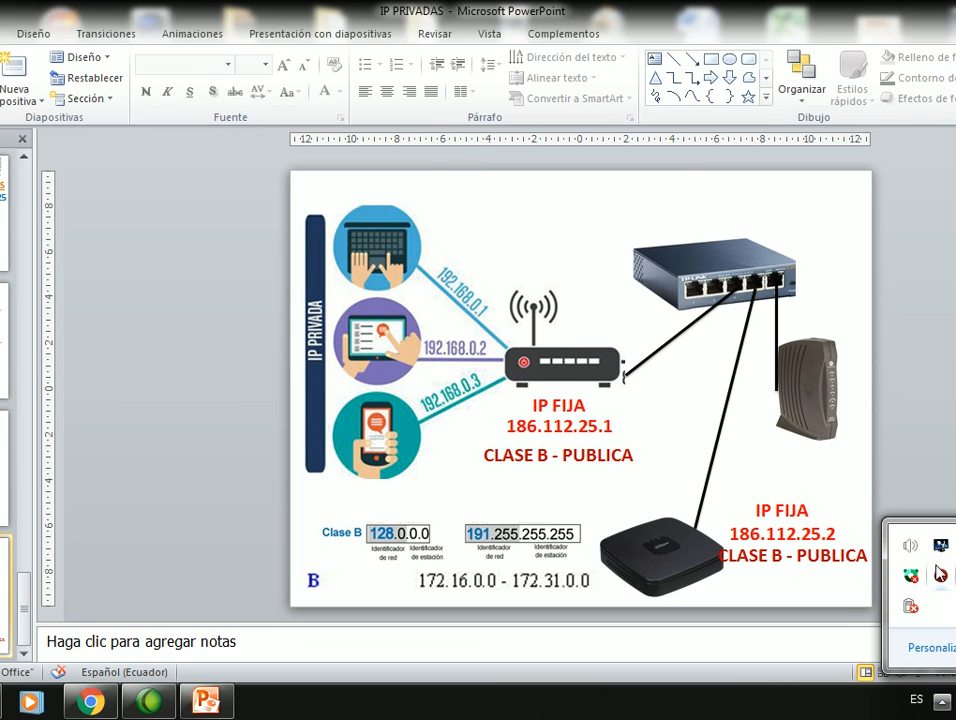 IP PRIVADAS - Microsoft PowerPoint
Diseño Transiciones Animaciones Presentación con diapositivas Revisar Vista Complementos
Nueva
Diseño
Restablecer
Sección
Diapositivas
N K S S abc AV Aa A
Fuente
Párrafo
Dirección del texto
Alinear texto
Convertir a SmartArt
Organizar
Estilos
rápidos
Relleno de
Contorno de
Efectos de
Dibujo
IP PRIVADA
192.168.0.1
192.168.0.2
192.168.0.3
TP-LINK
IP FIJA
186.112.25.1
CLASE B - PUBLICA
IP FIJA
186.112.25.2
CLASE B - PUBLICA
Clase B 128.0.0.0 191.255.255.255
Identificador de red
Identificador de estación
Identificador de red
Identificador de estación
B 172.16.0.0 - 172.31.0.0
Haga clic para agregar notas
Office" Español (Ecuador)
Personaliz
ES